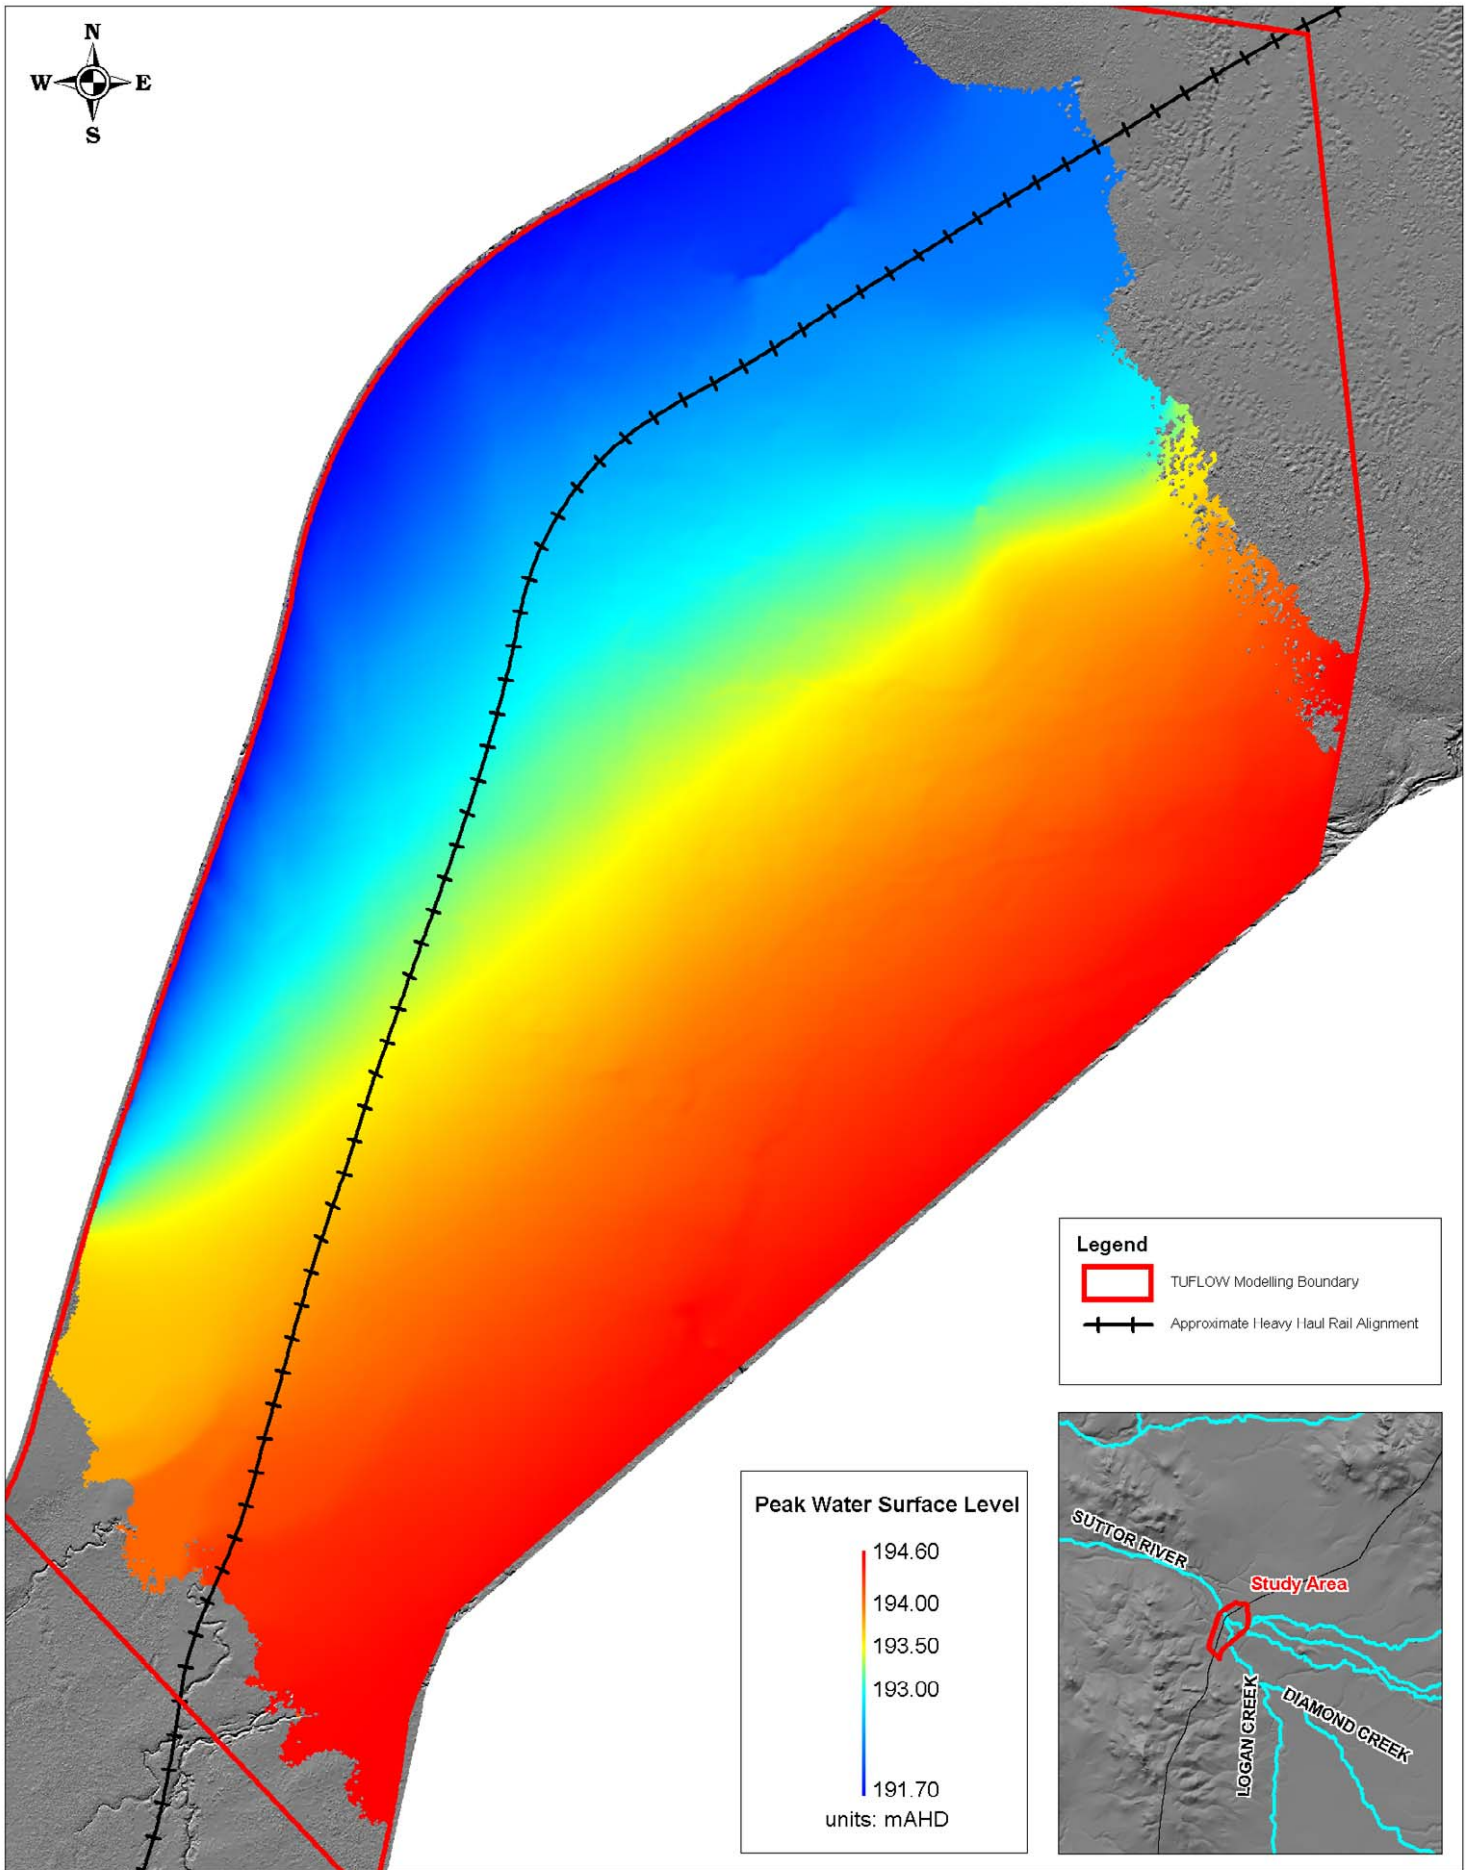 N
W E
S
Legend
TUFLOW Modelling Boundary
Approximate Heavy Haul Rail Alignment
Peak Water Surface Level
194.60
194.00
193.50
193.00
191.70
units: mAHD
SUTTOR RIVER
Study Area
LOGAN CREEK
DIAMOND CREEK